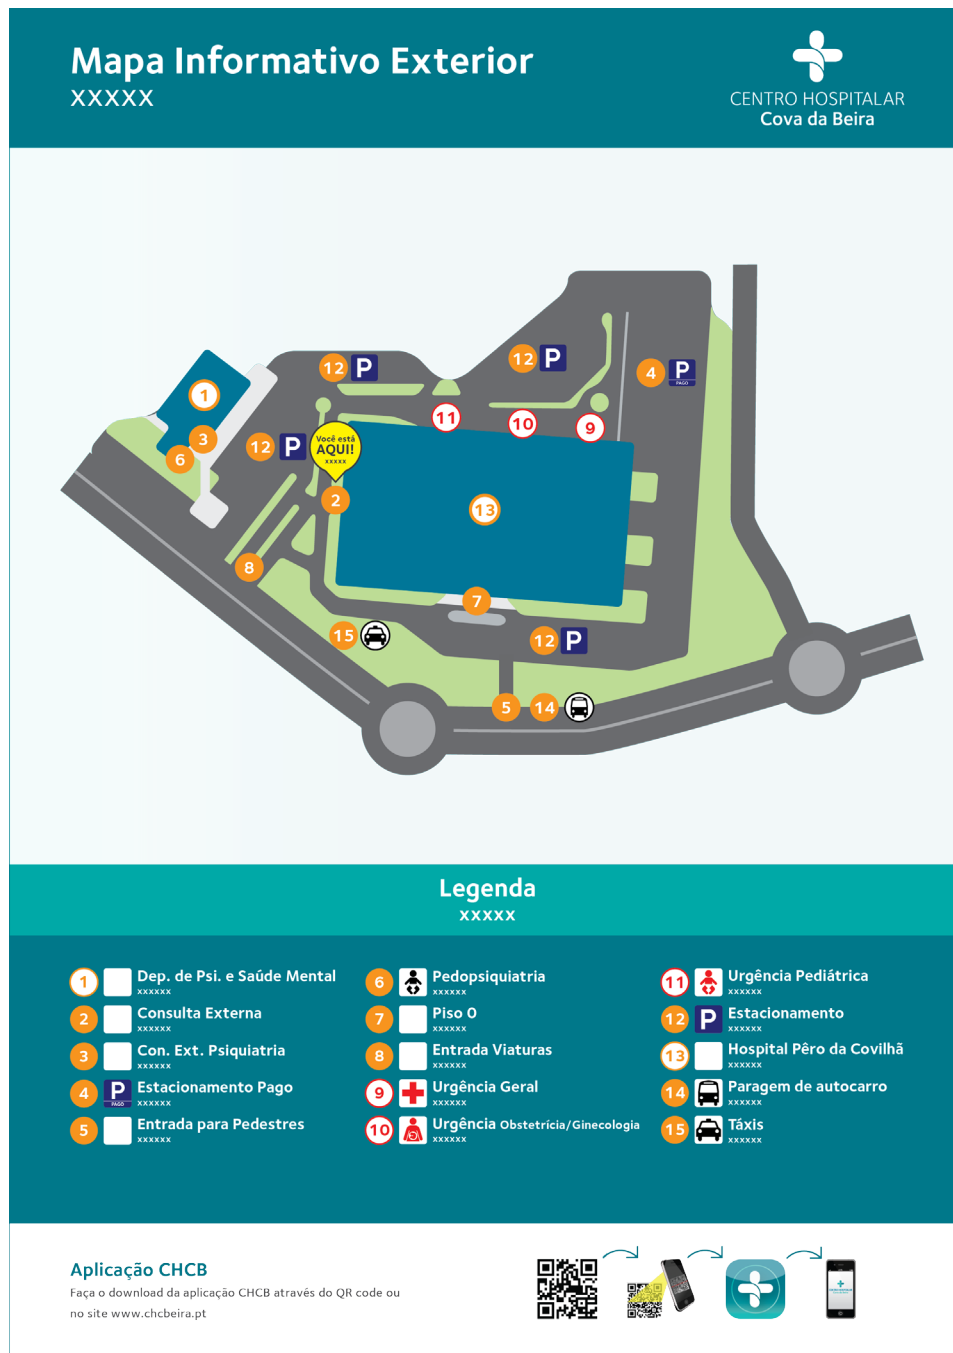 Mapa Informativo Exterior
XXXXX
CENTRO HOSPITALAR
Cova da Beira
12 P
12 P
4 P
PAGO
1
11
10
9
3
12 P
Você está
AQUI!
xxxxx
6
2
13
8
7
15
12 P
5
14
Legenda
xxxxx
1 Dep. de Psi. e Saúde Mental
xxxxxx
2 Consulta Externa
xxxxxx
3 Con. Ext. Psiquiatria
xxxxxx
4 P PAGO Estacionamento Pago
xxxxxx
5 Entrada para Pedestres
xxxxxx
6 Pedopsiquiatria
xxxxxx
7 Piso 0
xxxxxx
8 Entrada Viaturas
xxxxxx
9 Urgência Geral
xxxxxx
10 Urgência Obstetrícia/Ginecologia
xxxxxx
11 Urgência Pediátrica
xxxxxx
12 P Estacionamento
xxxxxx
13 Hospital Pêro da Covilhã
xxxxxx
14 Paragem de autocarro
xxxxxx
15 Táxis
xxxxxx
Aplicação CHCB
Faça o download da aplicação CHCB através do QR code ou
no site www.chcbeira.pt